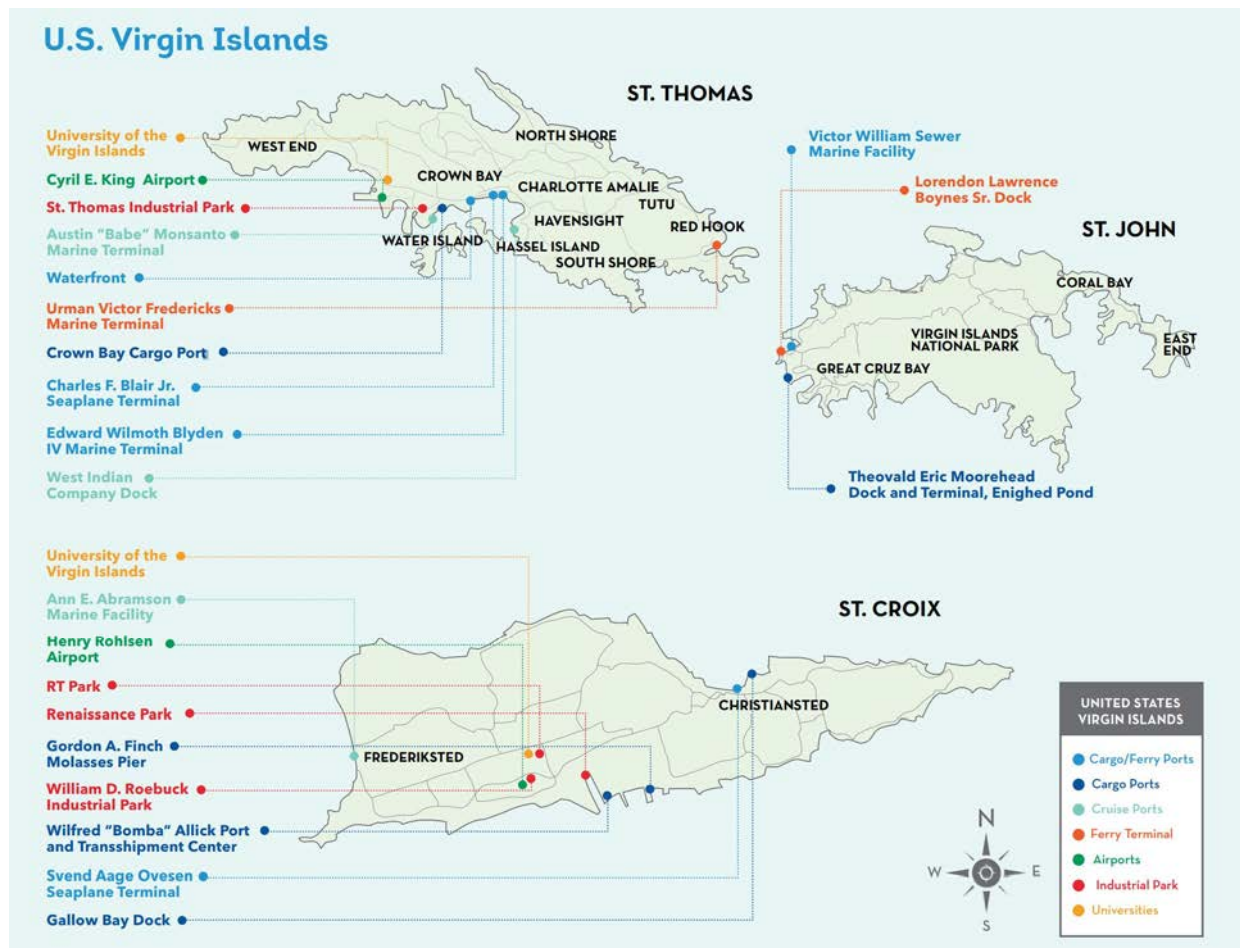 U.S. Virgin Islands
ST. THOMAS
University of the
Virgin Islands
Cyril E. King Airport
St. Thomas Industrial Park
Austin “Babe” Monsanto
Marine Terminal
Waterfront
Urman Victor Fredericks
Marine Terminal
Crown Bay Cargo Port
Charles F. Blair Jr.
Seaplane Terminal
Edward Wilmoth Blyden
IV Marine Terminal
West Indian
Company Dock
WEST END
NORTH SHORE
CROWN BAY
CHARLOTTE AMALIE
TUTU
HAVENSIGHT
RED HOOK
WATER ISLAND
HASSEL ISLAND
SOUTH SHORE
Victor William Sewer
Marine Facility
Lorendon Lawrence
Boynes Sr. Dock
ST. JOHN
CORAL BAY
VIRGIN ISLANDS
NATIONAL PARK
EAST
END
GREAT CRUZ BAY
Theovald Eric Moorehead
Dock and Terminal, Enighed Pond
University of the
Virgin Islands
Ann E. Abramson
Marine Facility
Henry Rohlsen
Airport
RT Park
Renaissance Park
Gordon A. Finch
Molasses Pier
William D. Roebuck
Industrial Park
Wilfred “Bomba” Allick Port
and Transshipment Center
Svend Aage Ovesen
Seaplane Terminal
Gallow Bay Dock
ST. CROIX
CHRISTIANSTED
FREDERIKSTED
N
W
E
S
UNITED STATES
VIRGIN ISLANDS
Cargo/Ferry Ports
Cargo Ports
Cruise Ports
Ferry Terminal
Airports
Industrial Park
Universities